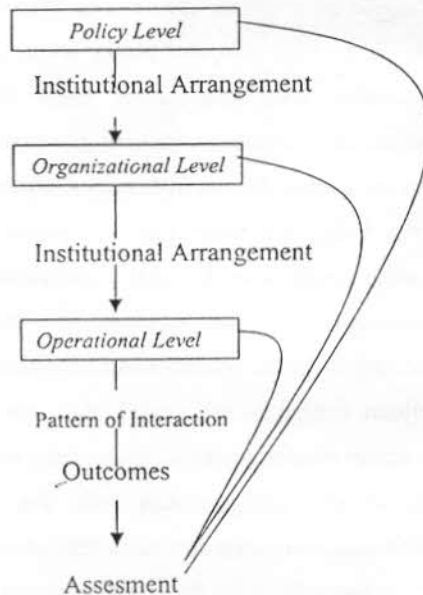 Policy Level
Institutional Arrangement
Organizational Level
Institutional Arrangement
Operational Level
Pattern of Interaction
Outcomes
Assesment